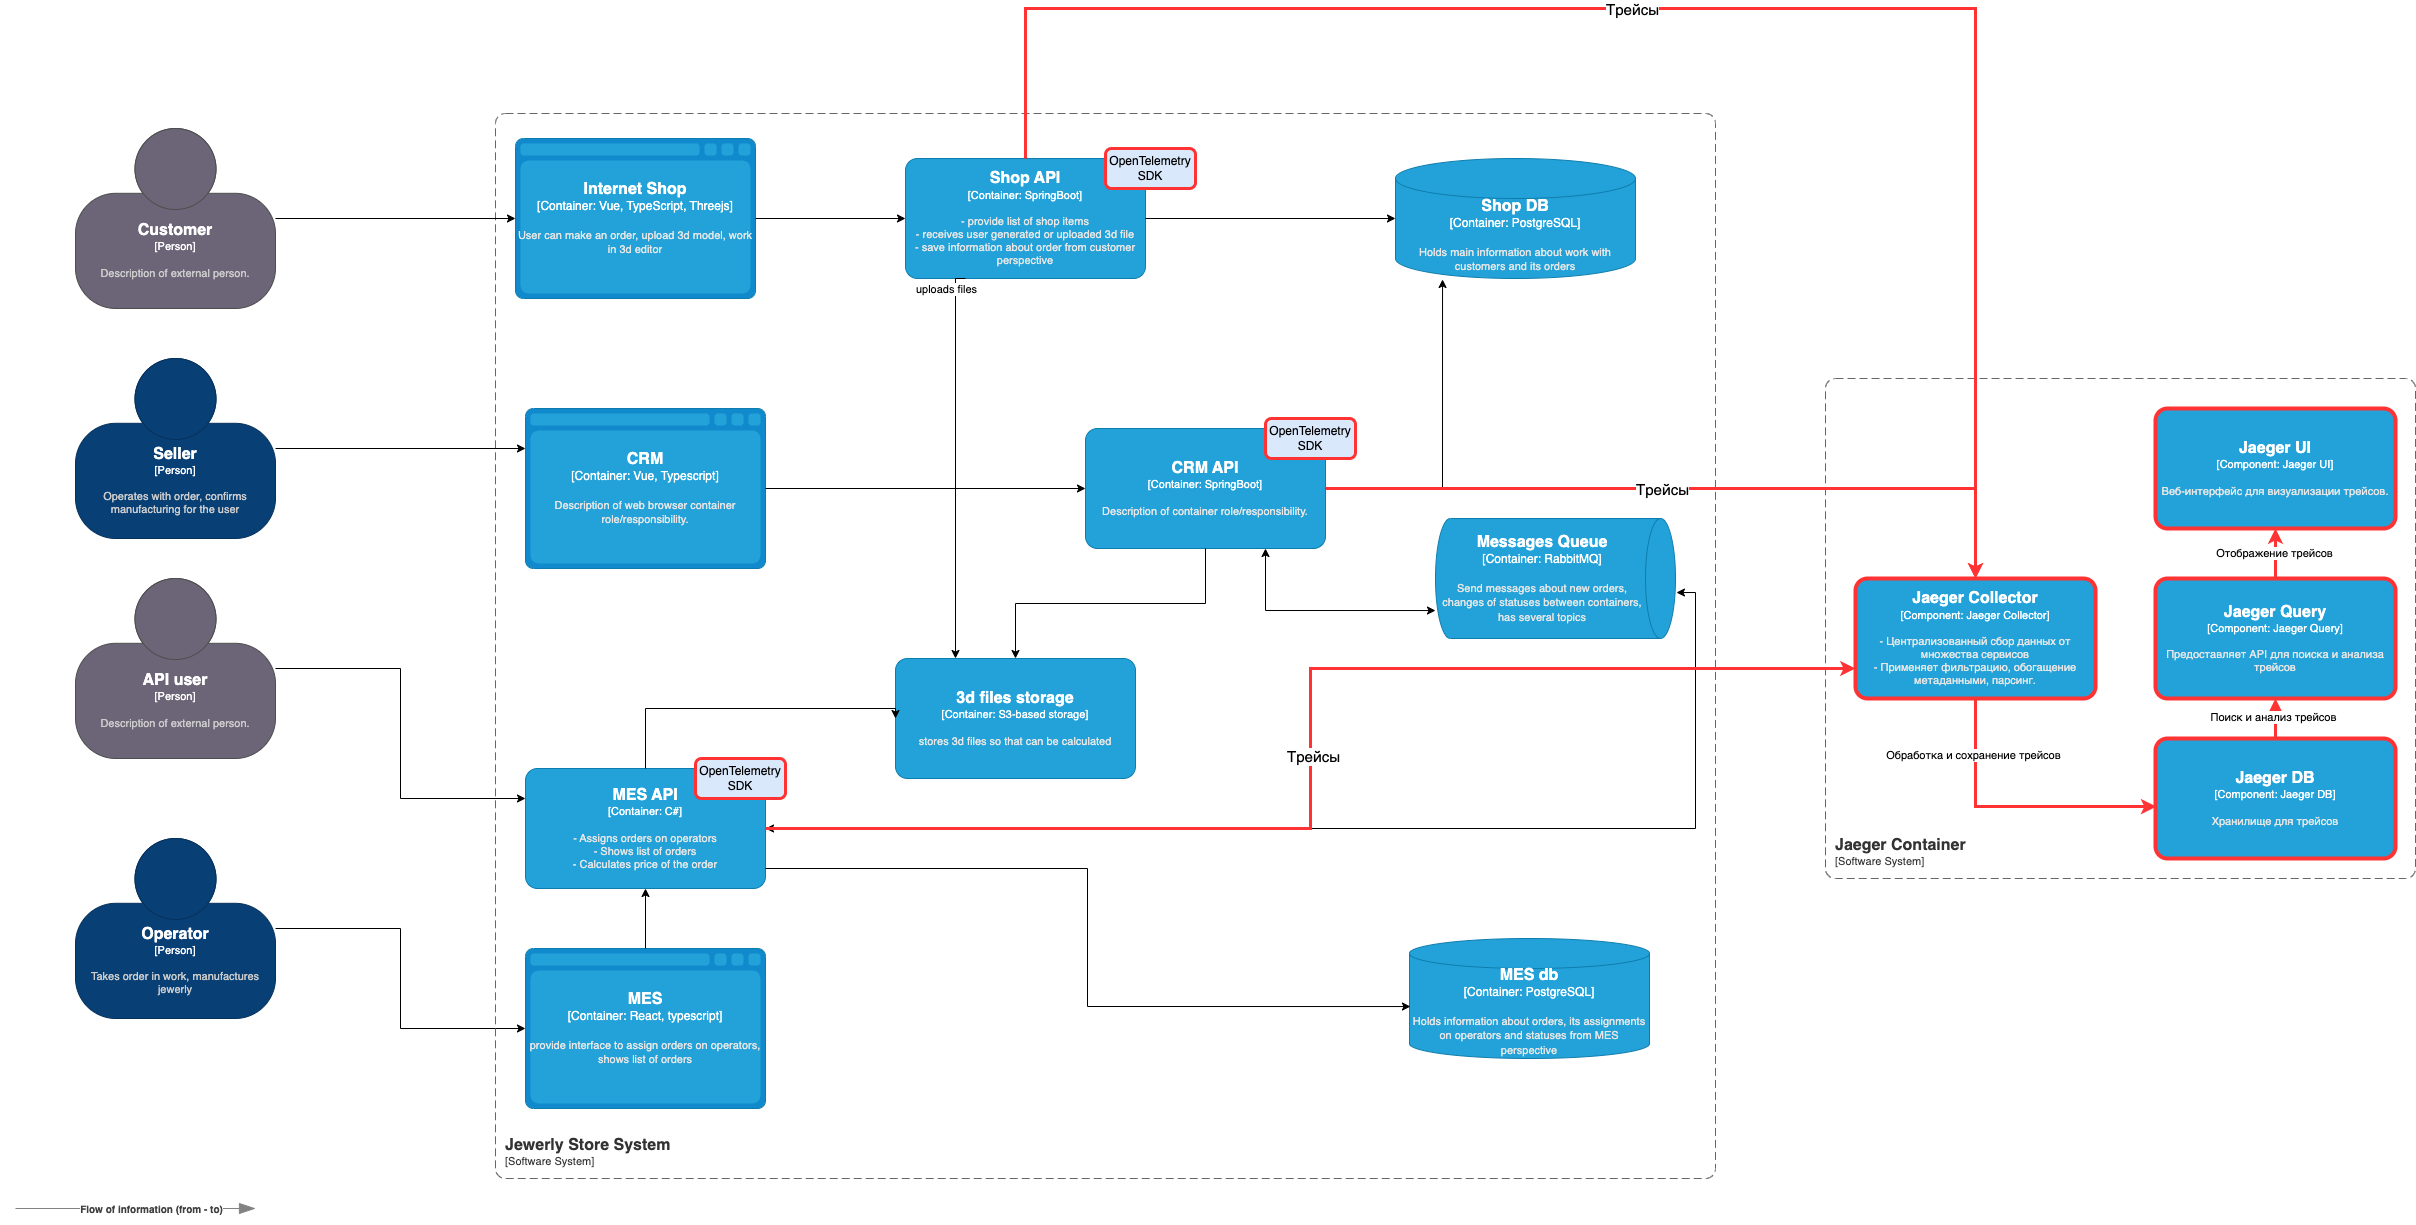 Трейсы
Customer
[Person]
Description of external person.
Internet Shop
[Container: Vue, TypeScript, Threejs]
User can make an order, upload 3d model, work
in 3d editor
OpenTelemetry
SDK
Shop API
[Container: SpringBoot]
- provide list of shop items
- receives user generated or uploaded 3d file
- save information about order from customer
perspective
uploads files
Shop DB
[Container: PostgreSQL]
Holds main information about work with
customers and its orders
Seller
[Person]
Operates with order, confirms
manufacturing for the user
CRM
[Container: Vue, Typescript]
Description of web browser container
role/responsibility.
OpenTelemetry
SDK
CRM API
[Container: SpringBoot]
Description of container role/responsibility.
Трейсы
Messages Queue
[Container: RabbitMQ]
Send messages about new orders,
changes of statuses between containers,
has several topics
API user
[Person]
Description of external person.
3d files storage
[Container: S3-based storage]
stores 3d files so that can be calculated
Трейсы
OpenTelemetry
SDK
MES API
[Container: C#]
- Assigns orders on operators
- Shows list of orders
- Calculates price of the order
Operator
[Person]
Takes order in work, manufactures
jewerly
MES
[Container: React, typescript]
provide interface to assign orders on operators,
shows list of orders
MES db
[Container: PostgreSQL]
Holds information about orders, its assignments
on operators and statuses from MES
perspective
Jewerly Store System
[Software System]
Jaeger UI
[Component: Jaeger UI]
Веб-интерфейс для визуализации трейсов.
Отображение трейсов
Jaeger Collector
[Component: Jaeger Collector]
- Централизованный сбор данных от
множества сервисов
- Применяет фильтрацию, обогащение
метаданными, парсинг.
Jaeger Query
[Component: Jaeger Query]
Предоставляет API для поиска и анализа
трейсов
Поиск и анализ трейсов
Обработка и сохранение трейсов
Jaeger DB
[Component: Jaeger DB]
Хранилище для трейсов
Jaeger Container
[Software System]
Flow of information (from - to)